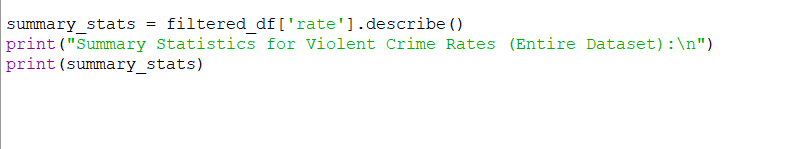 summary_stats = filtered_df['rate'].describe()
print("Summary Statistics for Violent Crime Rates (Entire Dataset):\n")
print(summary_stats)